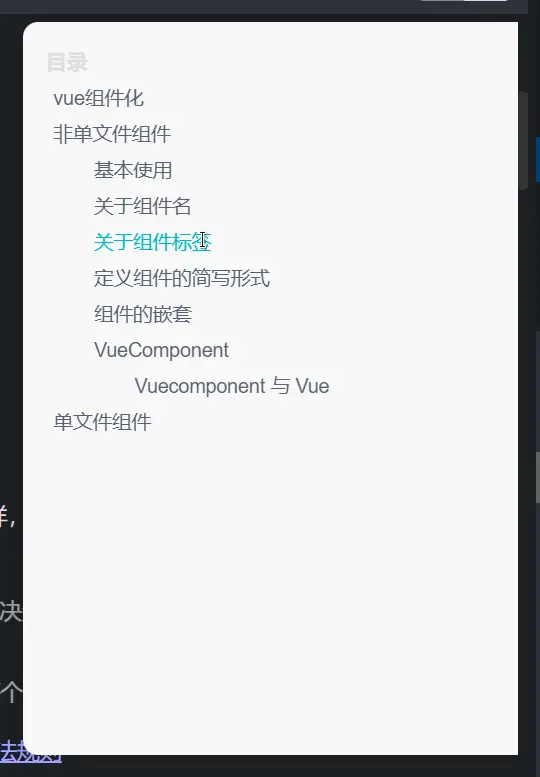 目录
vue组件化
非单文件组件
基本使用
关于组件名
关于组件标签
定义组件的简写形式
组件的嵌套
VueComponent
Vuecomponent 与 Vue
单文件组件
样，
决
个
法规则